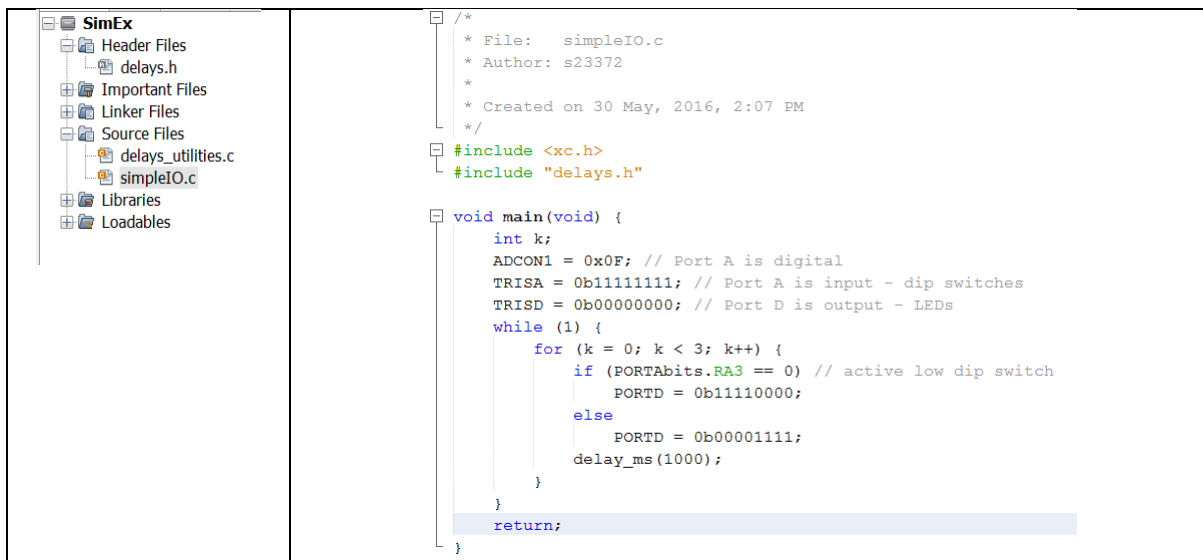 SimEx
Header Files
delays.h
Important Files
Linker Files
Source Files
delays_utilities.c
simpleIO.c
Libraries
Loadables
/*
 * File:   simpleIO.c
 * Author: s23372
 *
 * Created on 30 May, 2016, 2:07 PM
 */
#include <xc.h>
#include "delays.h"
void main(void) {
    int k;
    ADCON1 = 0x0F; // Port A is digital
    TRISA = 0b11111111; // Port A is input - dip switches
    TRISD = 0b00000000; // Port D is output - LEDs
    while (1) {
        for (k = 0; k < 3; k++) {
            if (PORTAbits.RA3 == 0) // active low dip switch
                PORTD = 0b11110000;
            else
                PORTD = 0b00001111;
            delay_ms(1000);
        }
    }
    return;
}